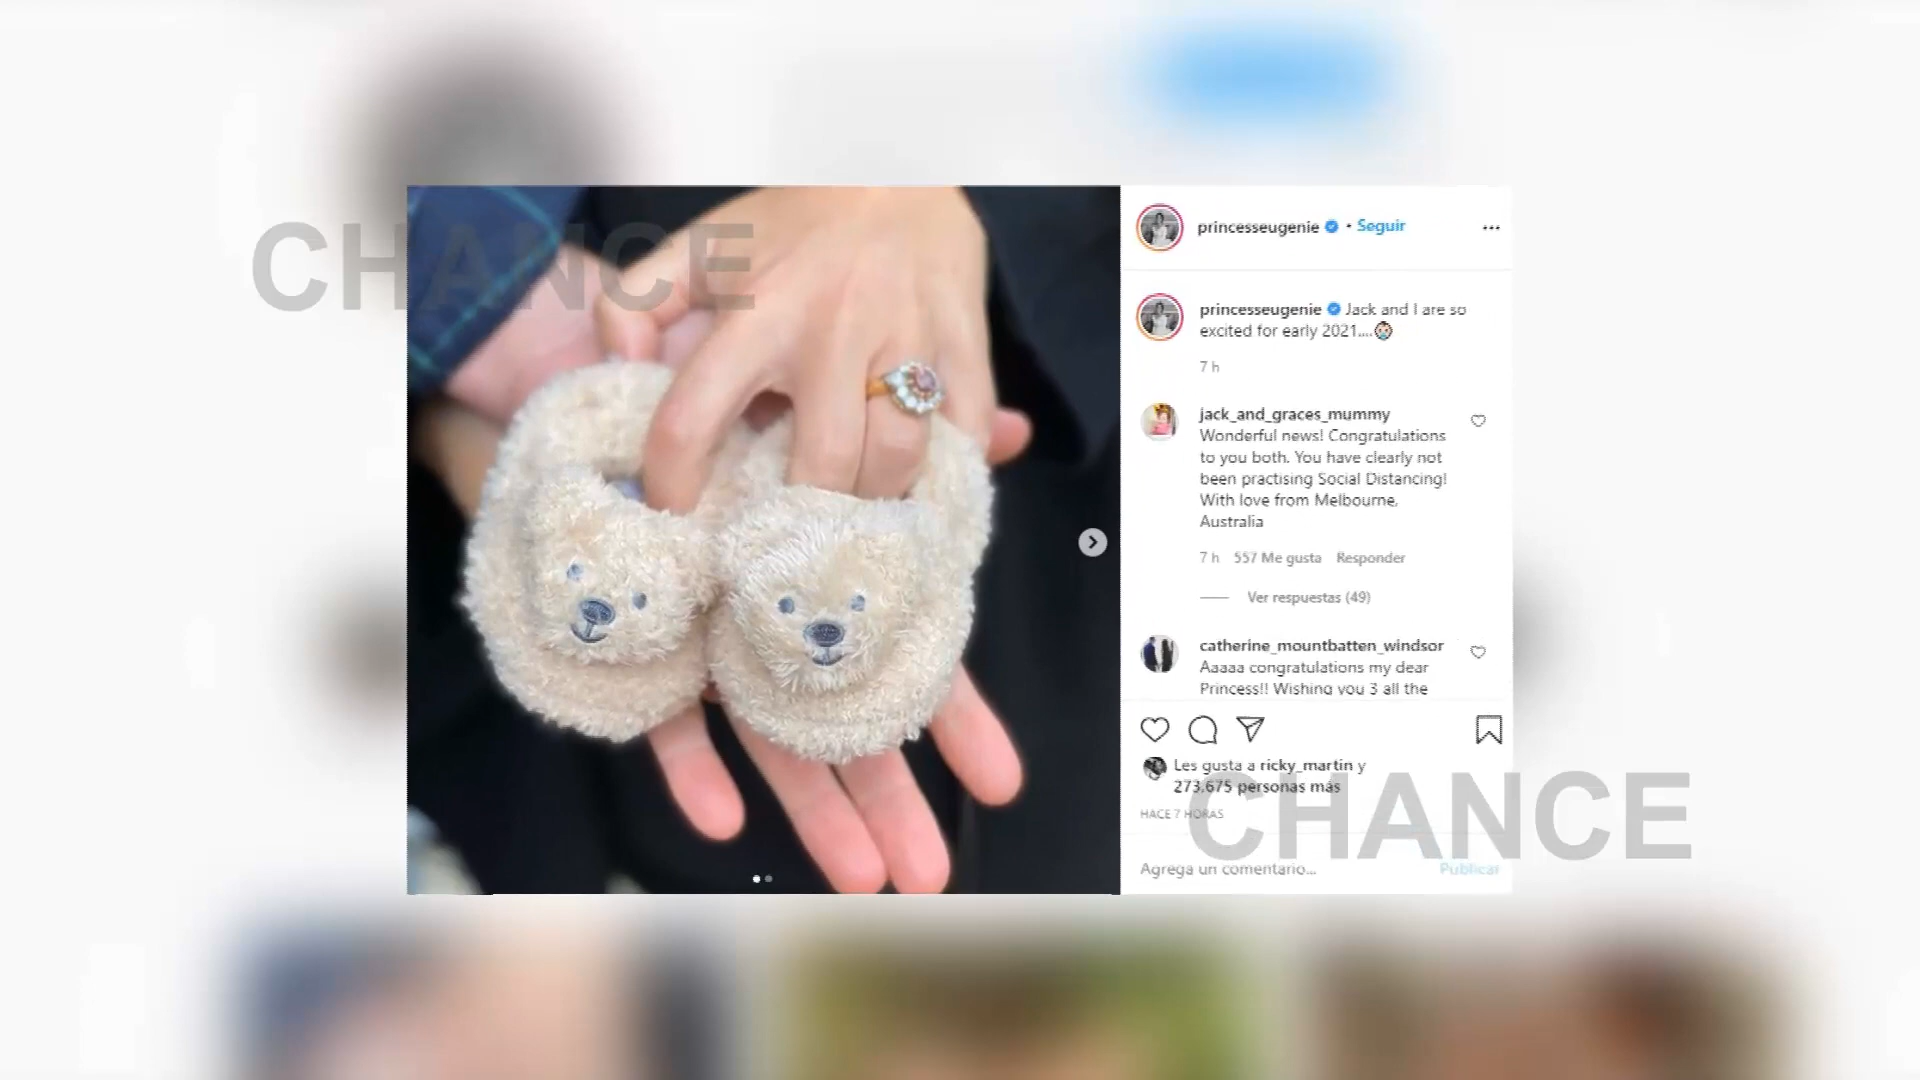 CHANCE
princesseugenie • Seguir
princesseugenie Jack and I are so
excited for early 2021....
7 h
jack_and_graces_mummy
Wonderful news! Congratulations
to you both. You have clearly not
been practising Social Distancing!
With love from Melbourne,
Australia
7 h 557 Me gusta Responder
Ver respuestas (49)
catherine_mountbatten_windsor
Aaaaa congratulations my dear
Princess!! Wishing you 3 all the
Les gusta a ricky_martin y
273.675 personas más
HACE 7 HORAS
CHANCE
Agrega un comentario... Publicar